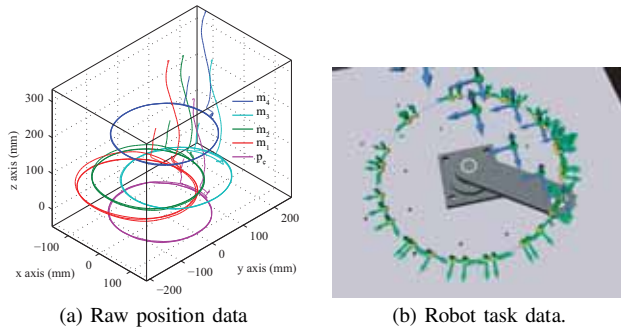 300
200
100
0
z axis (mm)
m₄
m₃
m₂
m₁
pₑ
−100
0
100
x axis (mm)
−200
−100
0
100
200
y axis (mm)
(a) Raw position data
(b) Robot task data.